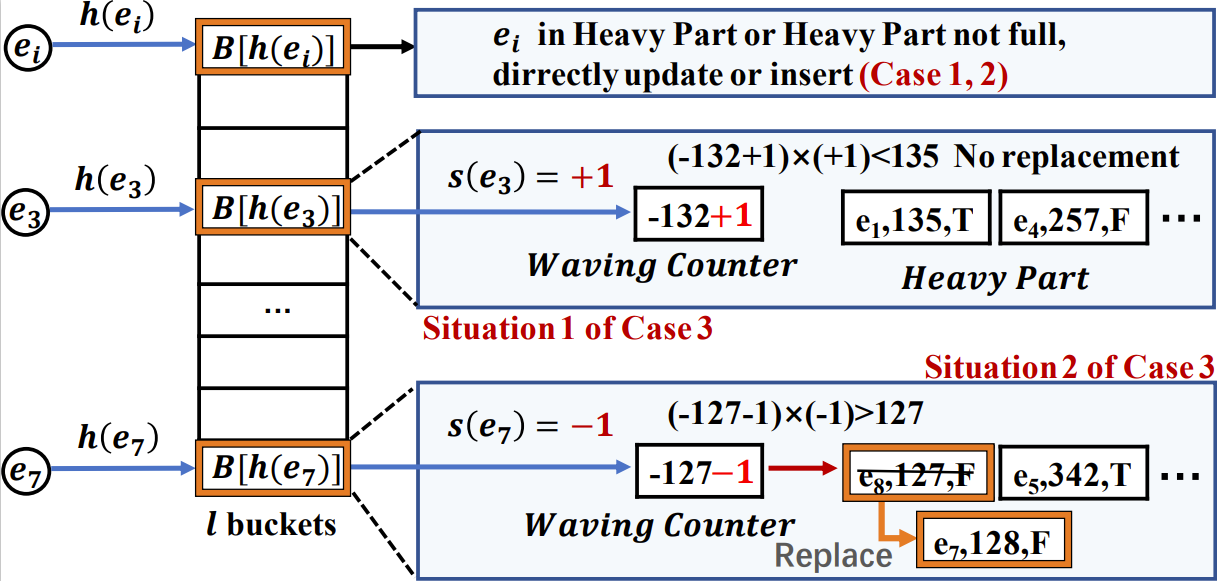 h(e_i)
e_i
B[h(e_i)]
e_i in Heavy Part or Heavy Part not full,
dirrectly update or insert (Case 1, 2)
h(e_3)
e_3
B[h(e_3)]
s(e_3) = +1
(-132+1)×(+1)<135 No replacement
-132+1
e_1,135,T
e_4,257,F
...
Waving Counter
Heavy Part
...
Situation 1 of Case 3
Situation 2 of Case 3
h(e_7)
e_7
B[h(e_7)]
s(e_7) = −1
(-127-1)×(-1)>127
-127−1
e_8,127,F
e_5,342,T
...
l buckets
Waving Counter
Replace
e_7,128,F